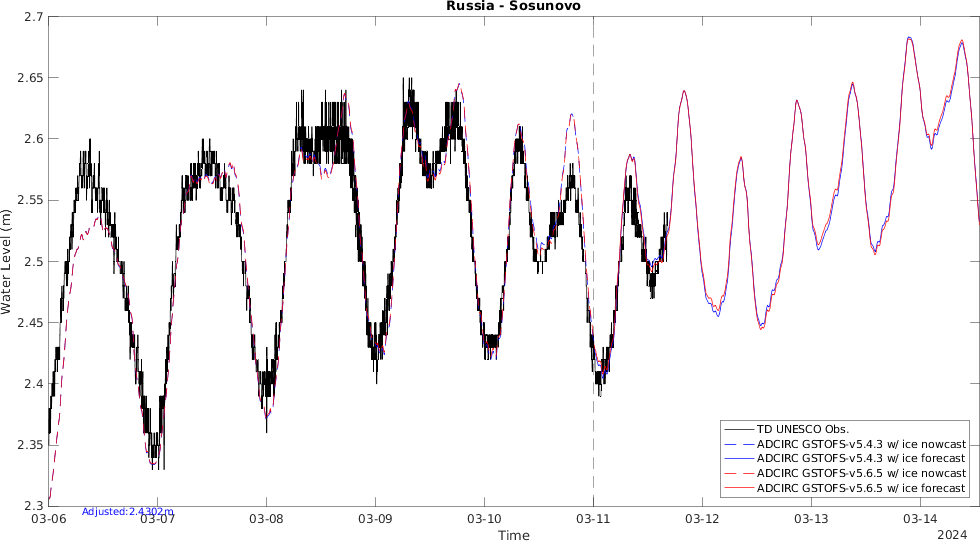 Russia - Sosunovo
2.7
2.65
2.6
2.55
2.5
2.45
2.4
2.35
2.3
Water Level (m)
03-06
03-07
03-08
03-09
03-10
03-11
03-12
03-13
03-14
Adjusted:2.4302m
Time
2024
TD UNESCO Obs.
ADCIRC GSTOFS-v5.4.3 w/ ice nowcast
ADCIRC GSTOFS-v5.4.3 w/ ice forecast
ADCIRC GSTOFS-v5.6.5 w/ ice nowcast
ADCIRC GSTOFS-v5.6.5 w/ ice forecast